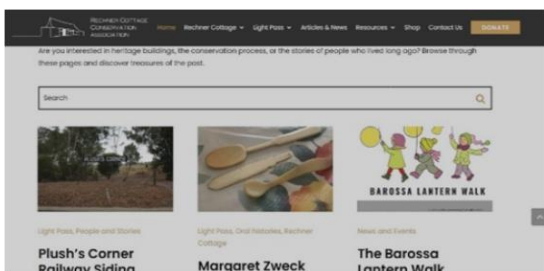 RECHNER COTTAGE
CONSERVATION
ASSOCIATION
Home Rechner Cottage Light Pass Articles & News Resources Shop Contact Us DONATE
Are you interested in heritage buildings, the conservation process, or the stories of people who lived long ago? Browse through
these pages and discover treasures of the past.
Search
BAROSSA LANTERN WALK
Light Pass, People and Stories
Light Pass, Oral histories, Rechner
Cottage
News and Events
Plush's Corner
Railway Siding
Margaret Zweck
The Barossa
Lantern Walk